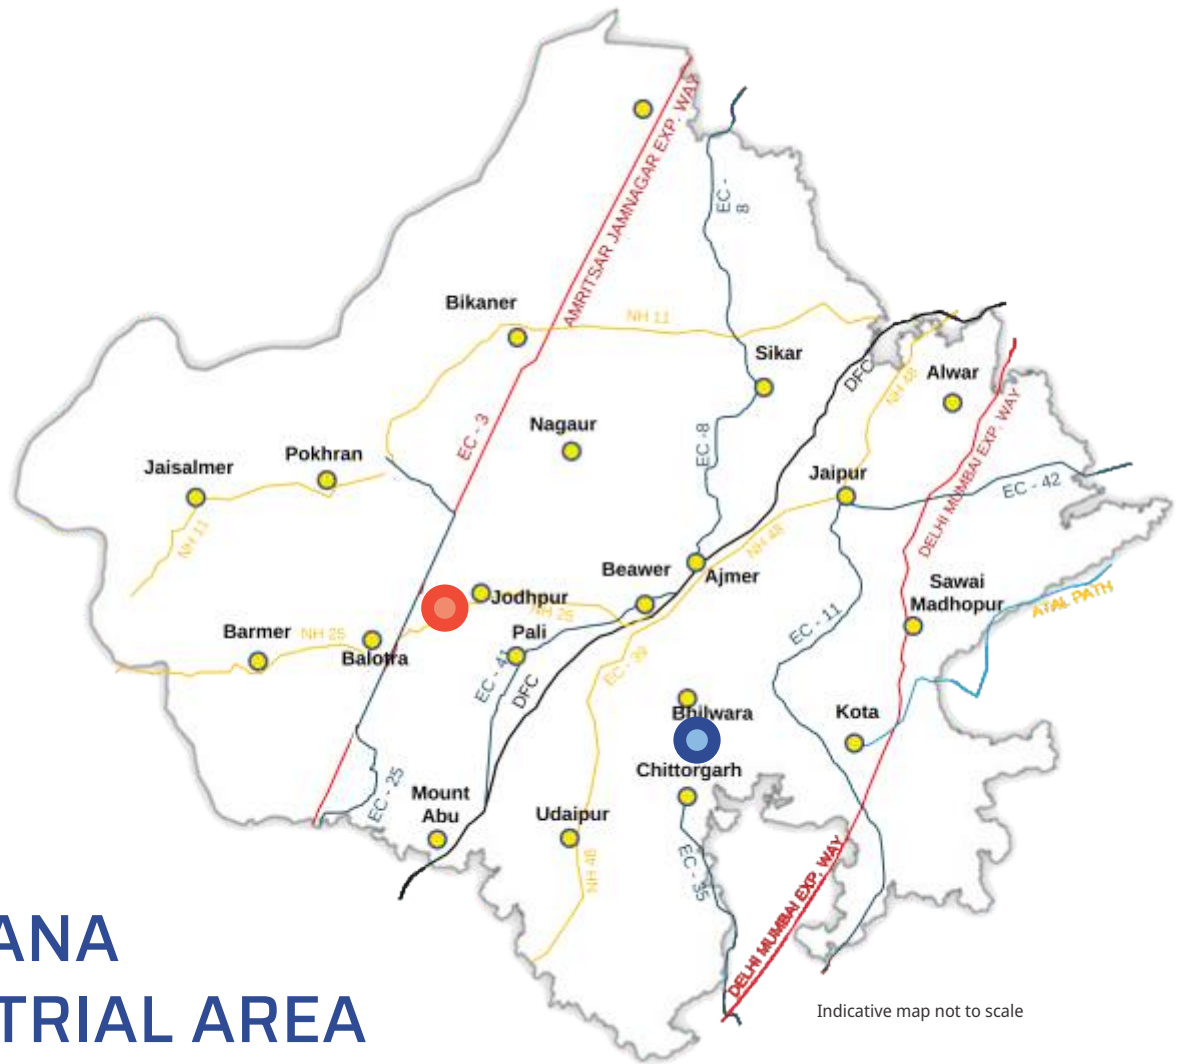 AMRITSAR JAMNAGAR EXP. WAY
EC -
8
Bikaner
NH 11
Sikar
DFC
NH 48
Alwar
DELHI MUMBAI EXP. WAY
EC - 3
Nagaur
EC -8
Jaisalmer
Pokhran
NH 11
Jaipur
EC - 42
NH 48
Beawer
Ajmer
Sawai
Madhopur
ATAL PATH
Jodhpur
NH 25
EC - 11
Barmer
NH 25
Balotra
Pali
EC - 41
DFC
EC - 39
Bhilwara
Kota
Chittorgarh
EC - 25
Mount
Abu
Udaipur
NH 48
EC - 35
DELHI MUMBAI EXP. WAY
ANA
TRIAL AREA
Indicative map not to scale